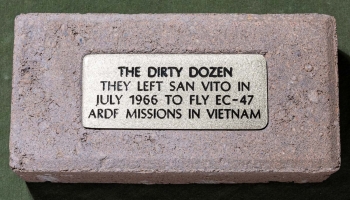 THE DIRTY DOZEN
THEY LEFT SAN VITO IN
JULY 1966 TO FLY EC-47
ARDF MISSIONS IN VIETNAM